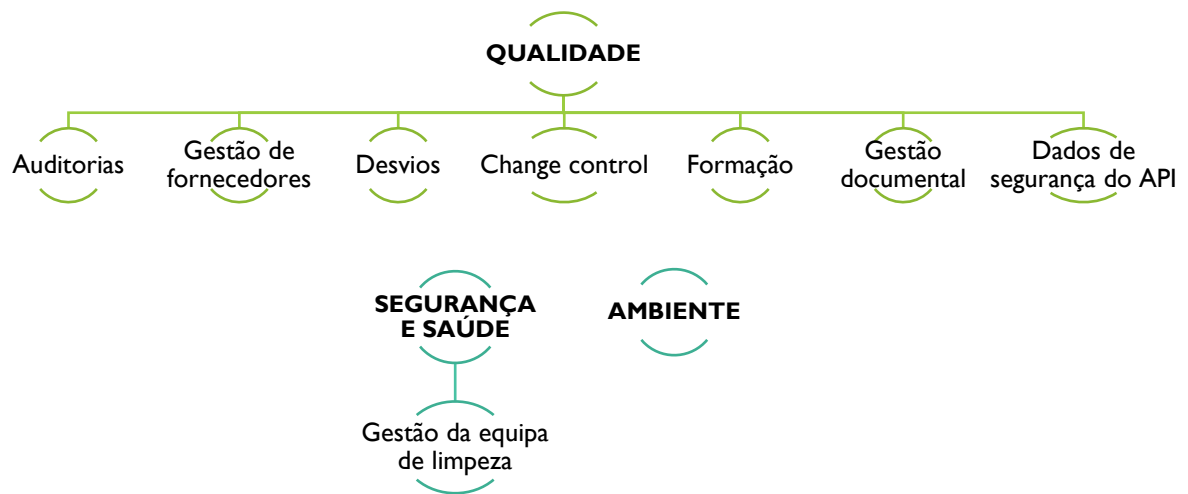 QUALIDADE
Auditorias
Gestão de
fornecedores
Desvios
Change control
Formação
Gestão
documental
Dados de
segurança do API
SEGURANÇA
E SAÚDE
AMBIENTE
Gestão da equipa
de limpeza